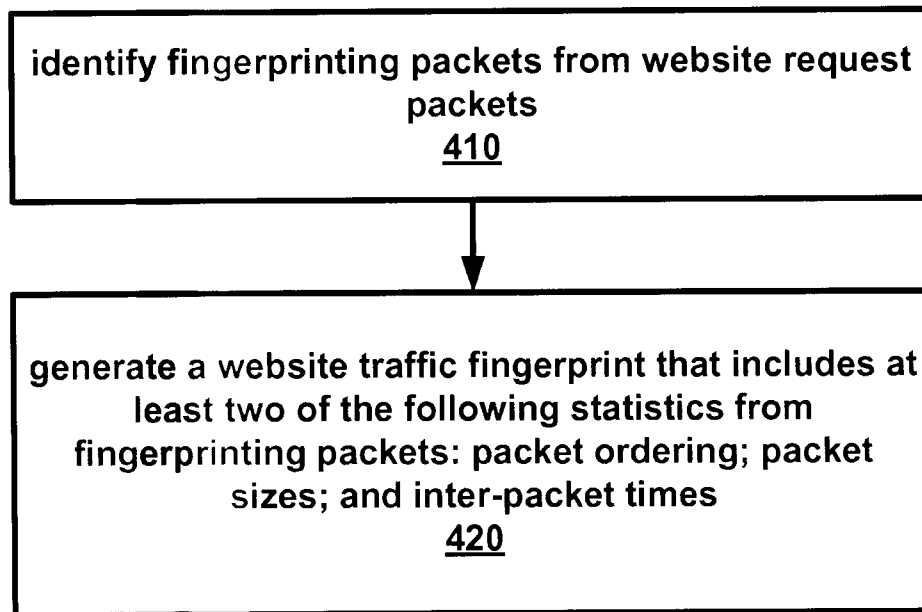 identify fingerprinting packets from website request
packets
410
generate a website traffic fingerprint that includes at
least two of the following statistics from
fingerprinting packets: packet ordering; packet
sizes; and inter-packet times
420